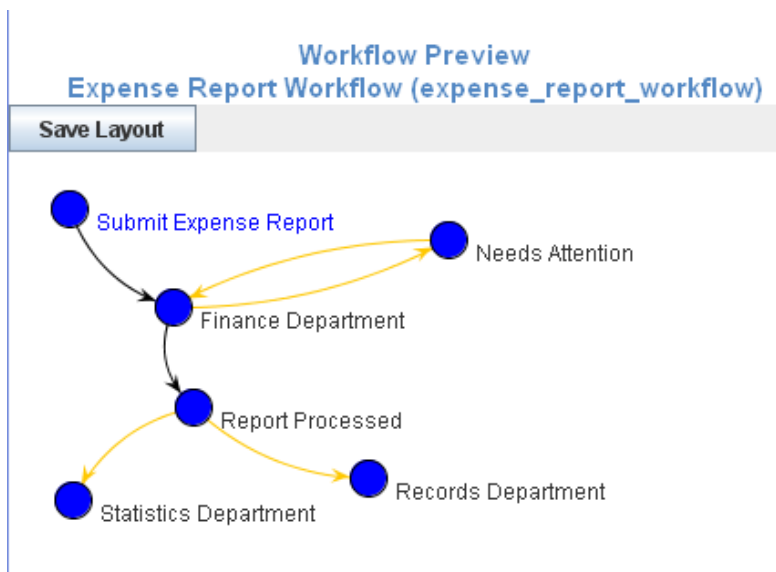 Workflow Preview
Expense Report Workflow (expense_report_workflow)
Save Layout
Submit Expense Report
Needs Attention
Finance Department
Report Processed
Records Department
Statistics Department